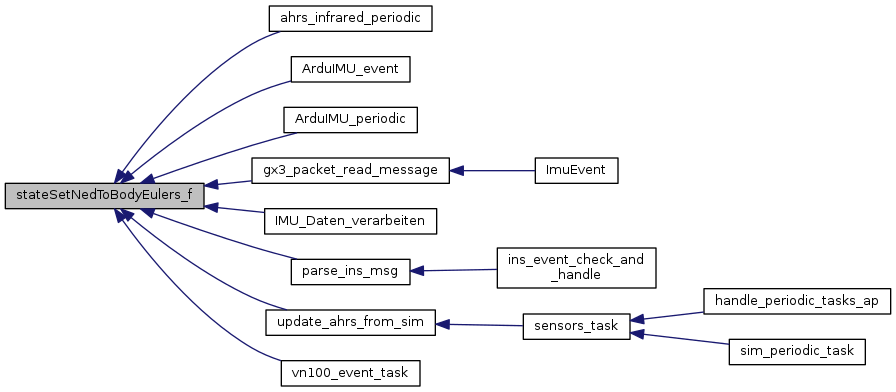 ahrs_infrared_periodic
ArduIMU_event
ArduIMU_periodic
gx3_packet_read_message
ImuEvent
stateSetNedToBodyEulers_f
IMU_Daten_verarbeiten
parse_ins_msg
ins_event_check_and
_handle
update_ahrs_from_sim
sensors_task
handle_periodic_tasks_ap
sim_periodic_task
vn100_event_task